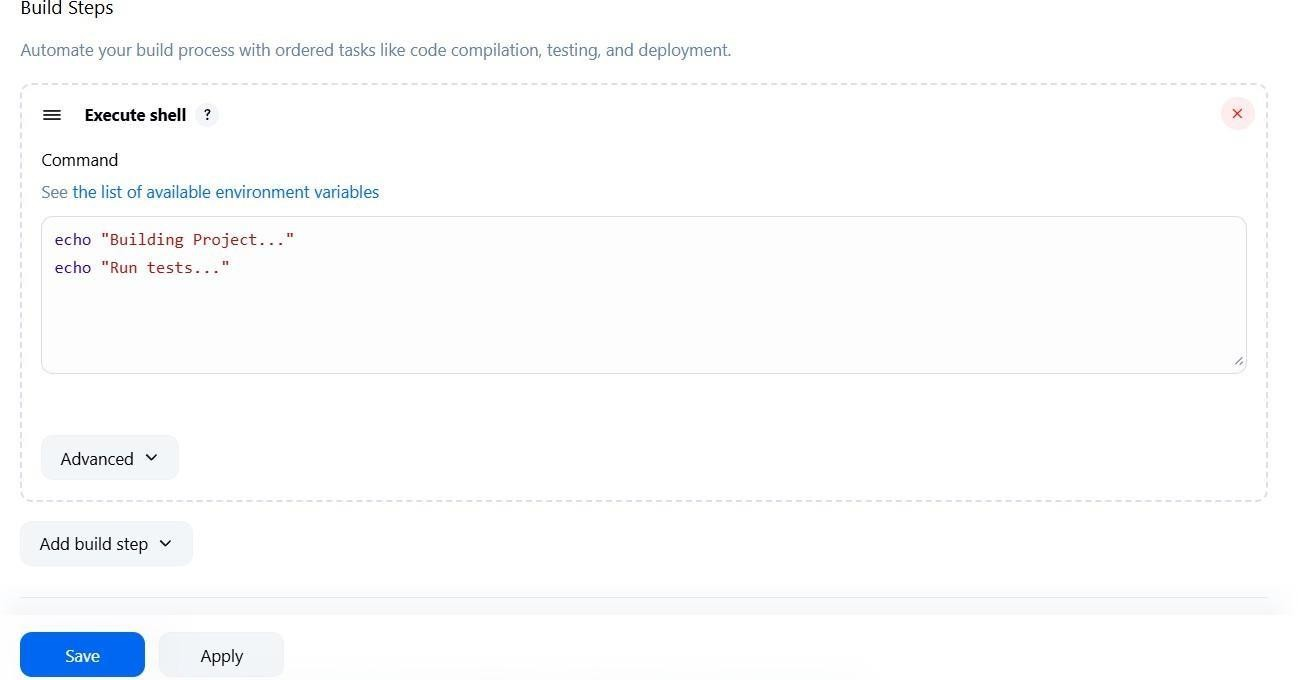 Build Steps
Automate your build process with ordered tasks like code compilation, testing, and deployment.
Execute shell ?
Command
See the list of available environment variables
echo "Building Project..."
echo "Run tests..."
Advanced
Add build step
Save Apply